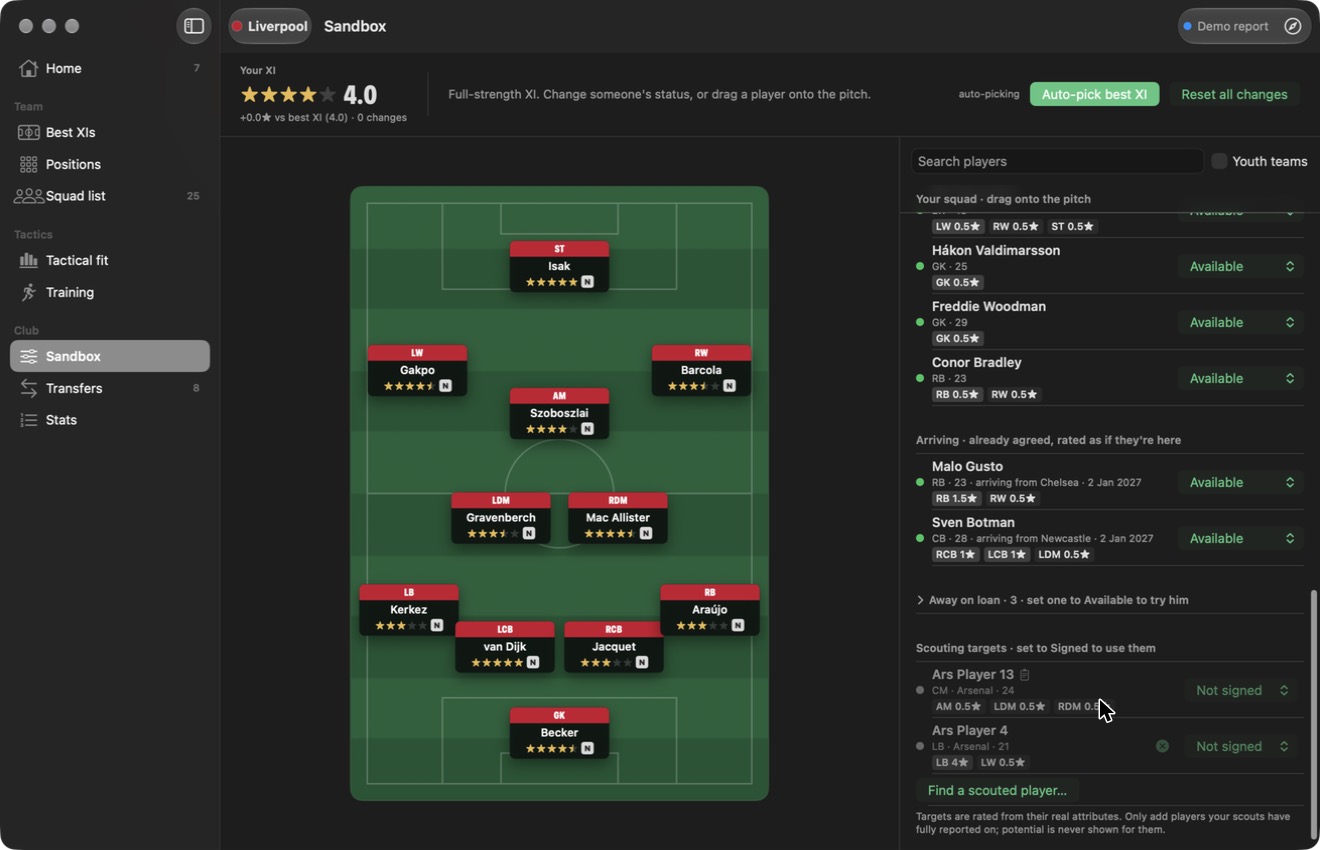 Liverpool
Sandbox
Demo report
Home 7
Team
Best XIs
Positions
Squad list 25
Tactics
Tactical fit
Training
Club
Sandbox
Transfers 8
Stats
Your XI
★★★★★ 4.0
+0.0★ vs best XI (4.0) · 0 changes
Full-strength XI. Change someone's status, or drag a player onto the pitch.
auto-picking
Auto-pick best XI
Reset all changes
ST
Isak
N
LW
Gakpo
N
RW
Barcola
N
AM
Szoboszlai
N
LDM
Gravenberch
N
RDM
Mac Allister
N
LB
Kerkez
N
RB
Araújo
N
LCB
van Dijk
N
RCB
Jacquet
N
GK
Becker
N
Search players
Youth teams
Your squad · drag onto the pitch
LW 0.5★ RW 0.5★ ST 0.5★
Hákon Valdimarsson
GK · 25
GK 0.5★
Available
Freddie Woodman
GK · 29
GK 0.5★
Available
Conor Bradley
RB · 23
RB 0.5★ RW 0.5★
Available
Arriving · already agreed, rated as if they're here
Malo Gusto
RB · 23 · arriving from Chelsea · 2 Jan 2027
RB 1.5★ RW 0.5★
Available
Sven Botman
CB · 28 · arriving from Newcastle · 2 Jan 2027
RCB 1★ LCB 1★ LDM 0.5★
Available
Away on loan · 3 · set one to Available to try him
Scouting targets · set to Signed to use them
Ars Player 13
CM · Arsenal · 24
AM 0.5★ LDM 0.5★ RDM 0.5
Not signed
Ars Player 4
LB · Arsenal · 21
LB 4★ LW 0.5★
Not signed
Find a scouted player...
Targets are rated from their real attributes. Only add players your scouts have
fully reported on; potential is never shown for them.